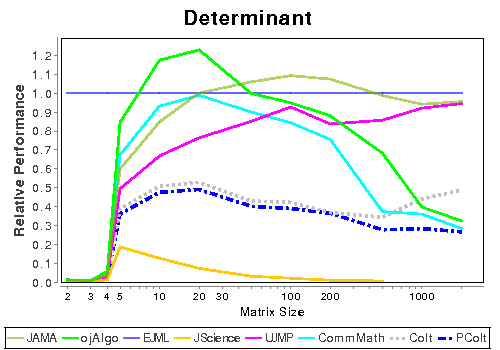 Determinant
Relative Performance
1.2
1.1
1.0
0.9
0.8
0.7
0.6
0.5
0.4
0.3
0.2
0.1
0.0
2 3 4 5 10 20 30 100 200 1000
Matrix Size
JAMA ojAlgo EJML JScience UJMP CommMath Colt PColt